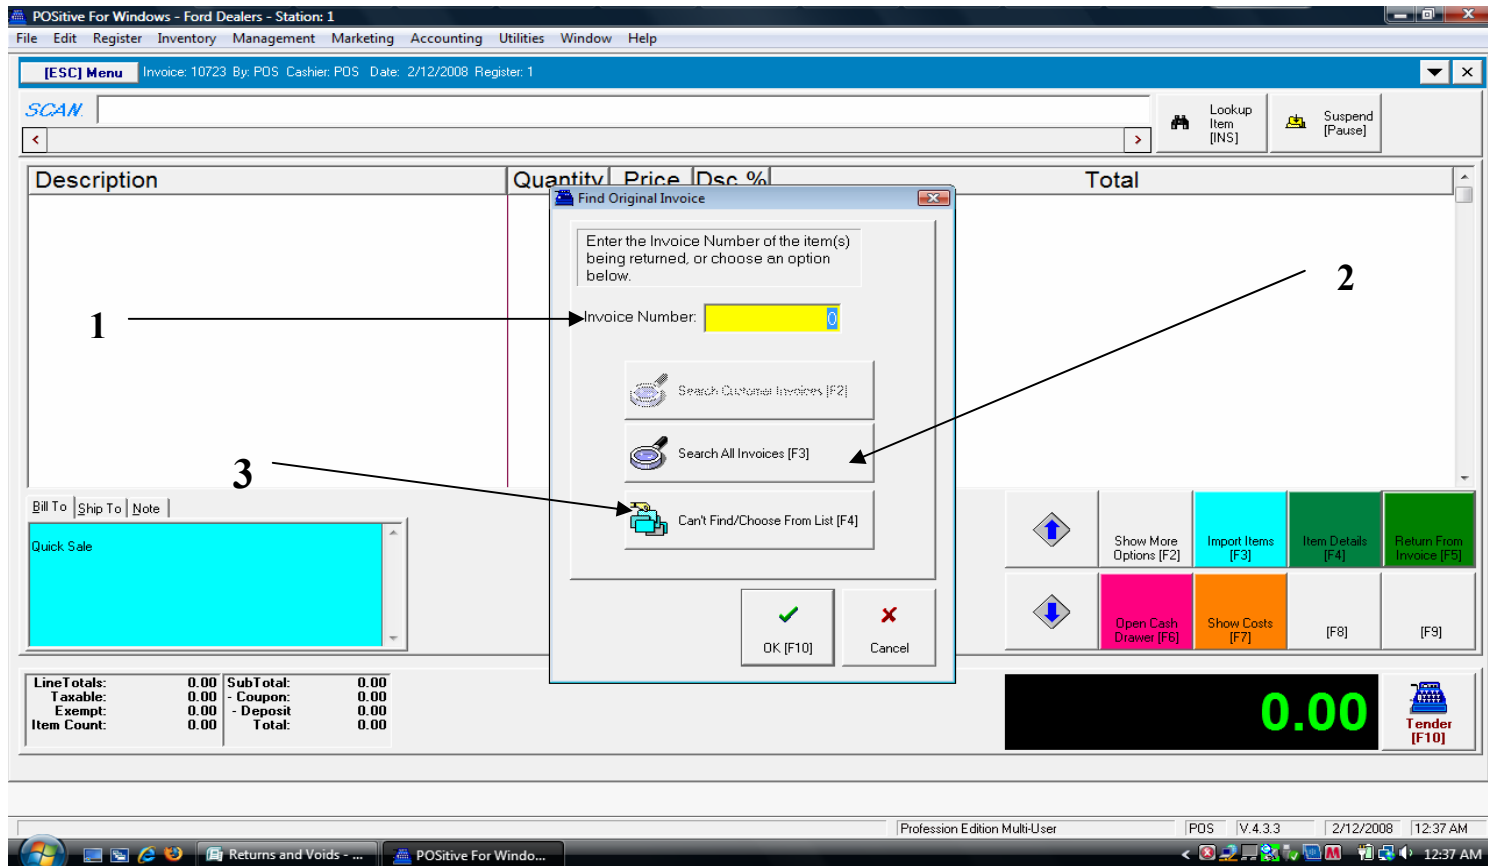 POSitive For Windows - Ford Dealers - Station: 1
File Edit Register Inventory Management Marketing Accounting Utilities Window Help
[ESC] Menu Invoice: 10723 By: POS Cashier: POS Date: 2/12/2008 Register: 1
SCAN:
Lookup
Item
[INS]
Suspend
[Pause]
Description Quantity Price Dsc % Total
Find Original Invoice
Enter the Invoice Number of the item(s)
being returned, or choose an option
below.
2
1
Invoice Number: 0
Search Customer Invoices [F2]
Search All Invoices [F3]
3
Can't Find/Choose From List [F4]
Bill To Ship To Note
Quick Sale
Show More
Options [F2]
Import Items
[F3]
Item Details
[F4]
Return From
Invoice [F5]
OK [F10]
Cancel
Open Cash
Drawer [F6]
Show Costs
[F7]
[F8]
[F9]
LineTotals: 0.00 SubTotal: 0.00
Taxable: 0.00 - Coupon: 0.00
Exempt: 0.00 - Deposit 0.00
Item Count: 0.00 Total: 0.00
0.00
Tender
[F10]
Profession Edition Multi-User POS V.4.3.3 2/12/2008 12:37 AM
Returns and Voids - ... POSitive For Windo... 12:37 AM